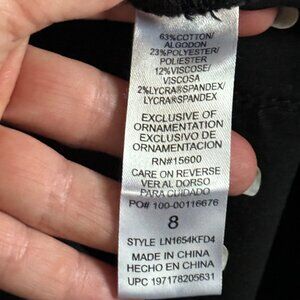 63%COTTON/
ALGODON
23%POLYESTER/
POLIESTER
12%VISCOSE/
VISCOSA
2%LYCRA®SPANDEX/
LYCRA®SPANDEX
EXCLUSIVE OF
ORNAMENTATION
EXCLUSIVO DE
ORNAMENTACION
RN#15600
CARE ON REVERSE
VER AL DORSO
PARA CUIDADO
PO# 100-00116676
8
STYLE LN1654KFD4
MADE IN CHINA
HECHO EN CHINA
UPC 197178205631